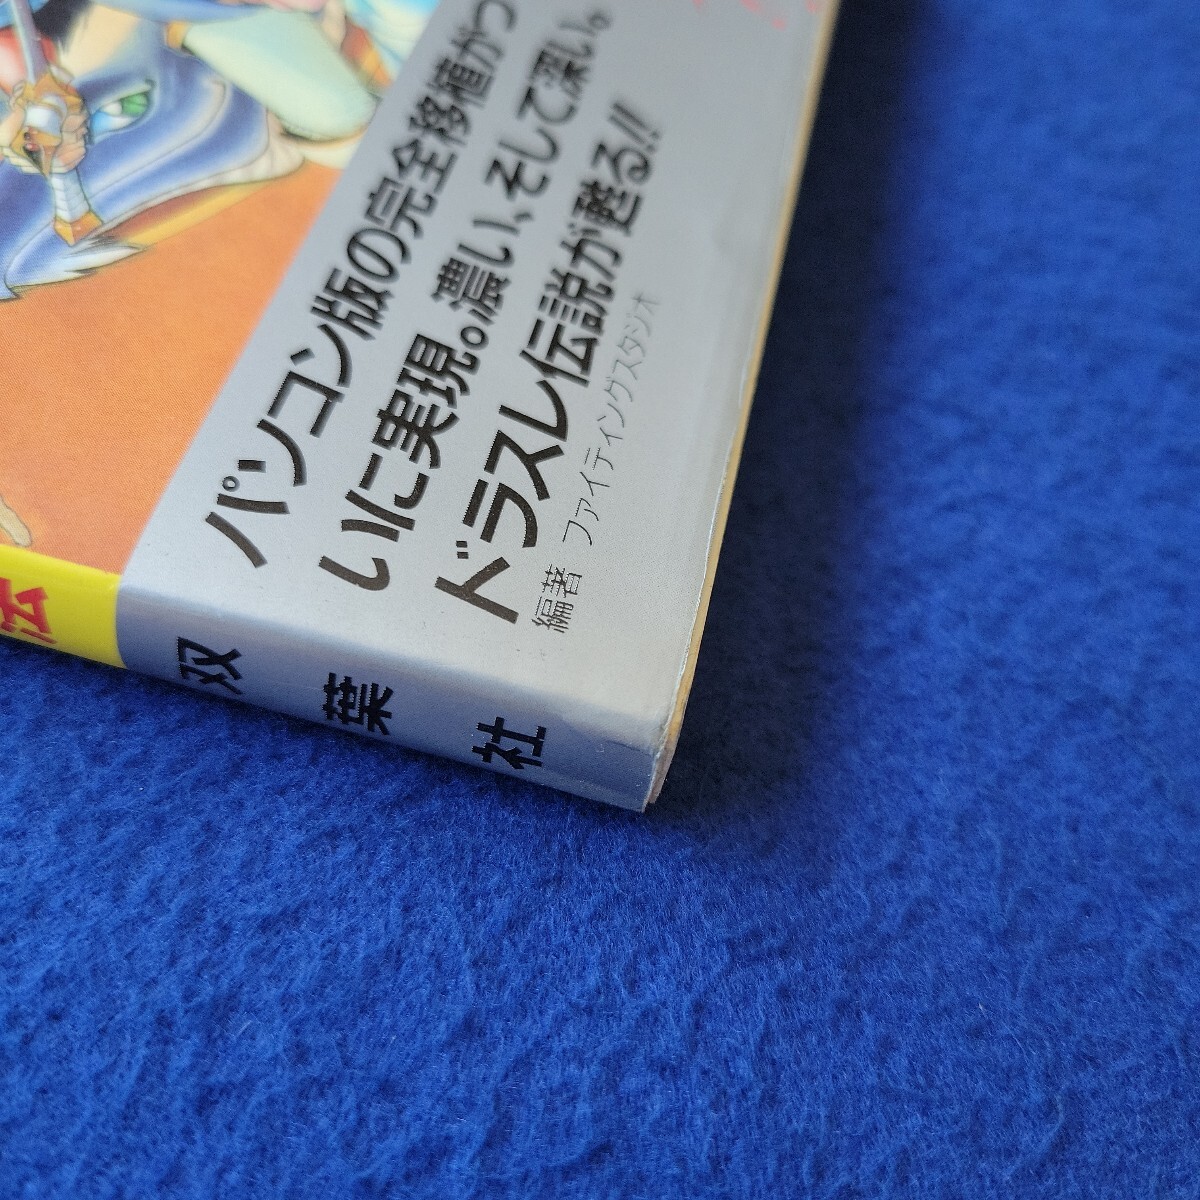 パソコン版の完全移植がつ
いに実現。濃い、そして深い。
ドラスレ伝説が甦る!!
編著 ファイティングスタジオ
法
双葉社